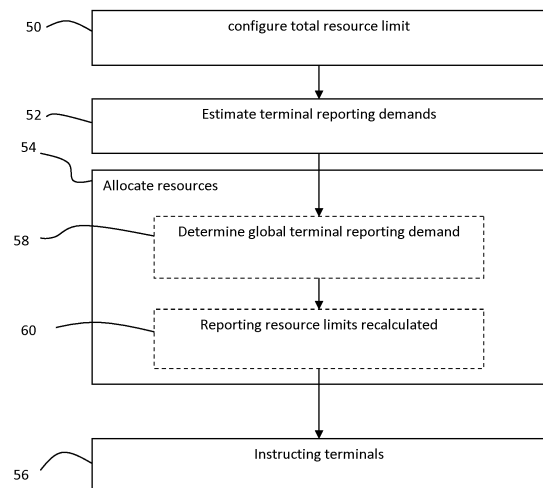 50
configure total resource limit
52
Estimate terminal reporting demands
54
Allocate resources
58
Determine global terminal reporting demand
60
Reporting resource limits recalculated
56
Instructing terminals